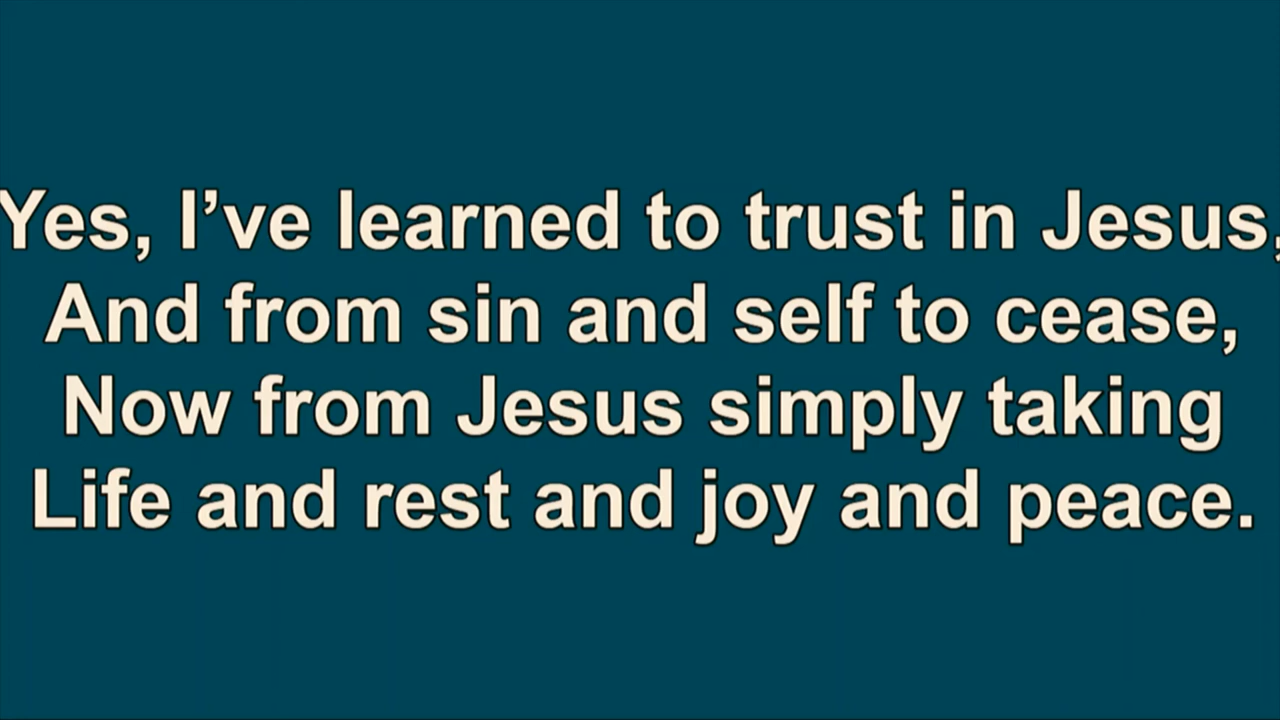 Yes, I’ve learned to trust in Jesus,
And from sin and self to cease,
Now from Jesus simply taking
Life and rest and joy and peace.